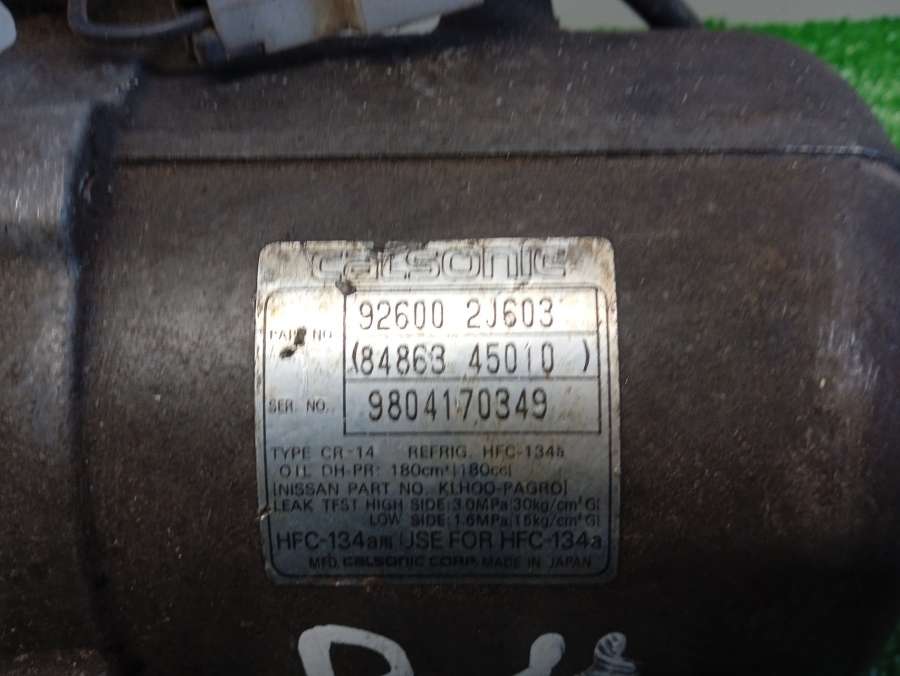 calsonic
PART NO.
92600 2J603
(84863 45010 )
SER. NO.
9804170349
TYPE CR-14 REFRIG. HFC-134a
OIL DH-PR: 180cm³[180cc]
[NISSAN PART NO. KLH00-PAGR0]
LEAK TEST HIGH SIDE:3.0MPa[30kg/cm²G]
LOW SIDE:1.6MPa[16kg/cm²G]
HFC-134a USE FOR HFC-134a
MFD. CALSONIC CORP. MADE IN JAPAN